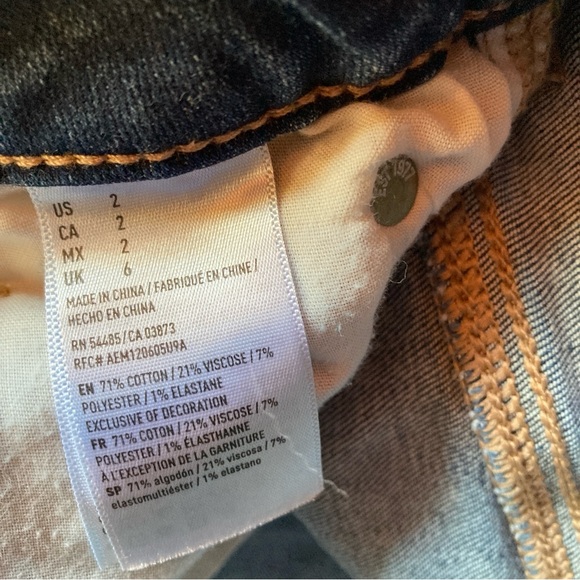 US 2
CA 2
MX 2
UK 6
MADE IN CHINA / FABRIQUÉ EN CHINE /
HECHO EN CHINA
RN 54485/CA 03873
RFC# AEM120605U9A
EN 71% COTTON / 21% VISCOSE / 7%
POLYESTER / 1% ELASTANE
EXCLUSIVE OF DECORATION
FR 71% COTON / 21% VISCOSE / 7%
POLYESTER / 1% ÉLASTHANNE
À L'EXCEPTION DE LA GARNITURE
SP 71% algodón / 21% viscosa / 7%
elastomultiéster / 1% elastano
EST 1977